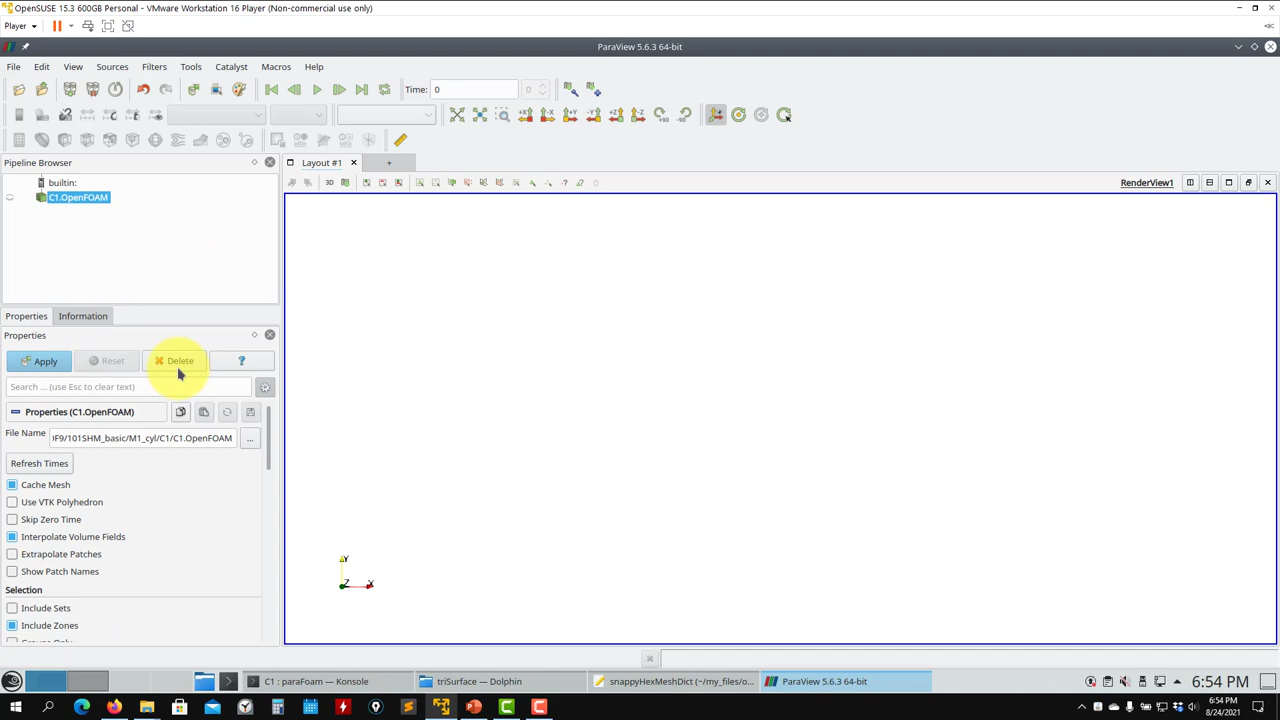 OpenSUSE 15.3 600GB Personal - VMware Workstation 16 Player (Non-commercial use only)
Player
ParaView 5.6.3 64-bit
File Edit View Sources Filters Tools Catalyst Macros Help
Time: 0 0
+X -X +Y -Y +Z -Z +90 -90
Pipeline Browser
Layout #1 +
builtin:
3D
RenderView1
C1.OpenFOAM
Properties Information
Properties
Apply Reset Delete ?
Search ... (use Esc to clear text)
Properties (C1.OpenFOAM)
File Name )F9/101SHM_basic/M1_cyl/C1/C1.OpenFOAM ...
Refresh Times
Cache Mesh
Use VTK Polyhedron
Skip Zero Time
Interpolate Volume Fields
Extrapolate Patches
Show Patch Names
Selection
Include Sets
Include Zones
Groups Only
Y
Z X
C1 : paraFoam — Konsole
triSurface — Dolphin
snappyHexMeshDict (~/my_files/o...
ParaView 5.6.3 64-bit
6:54 PM
6:54 PM
8/24/2021